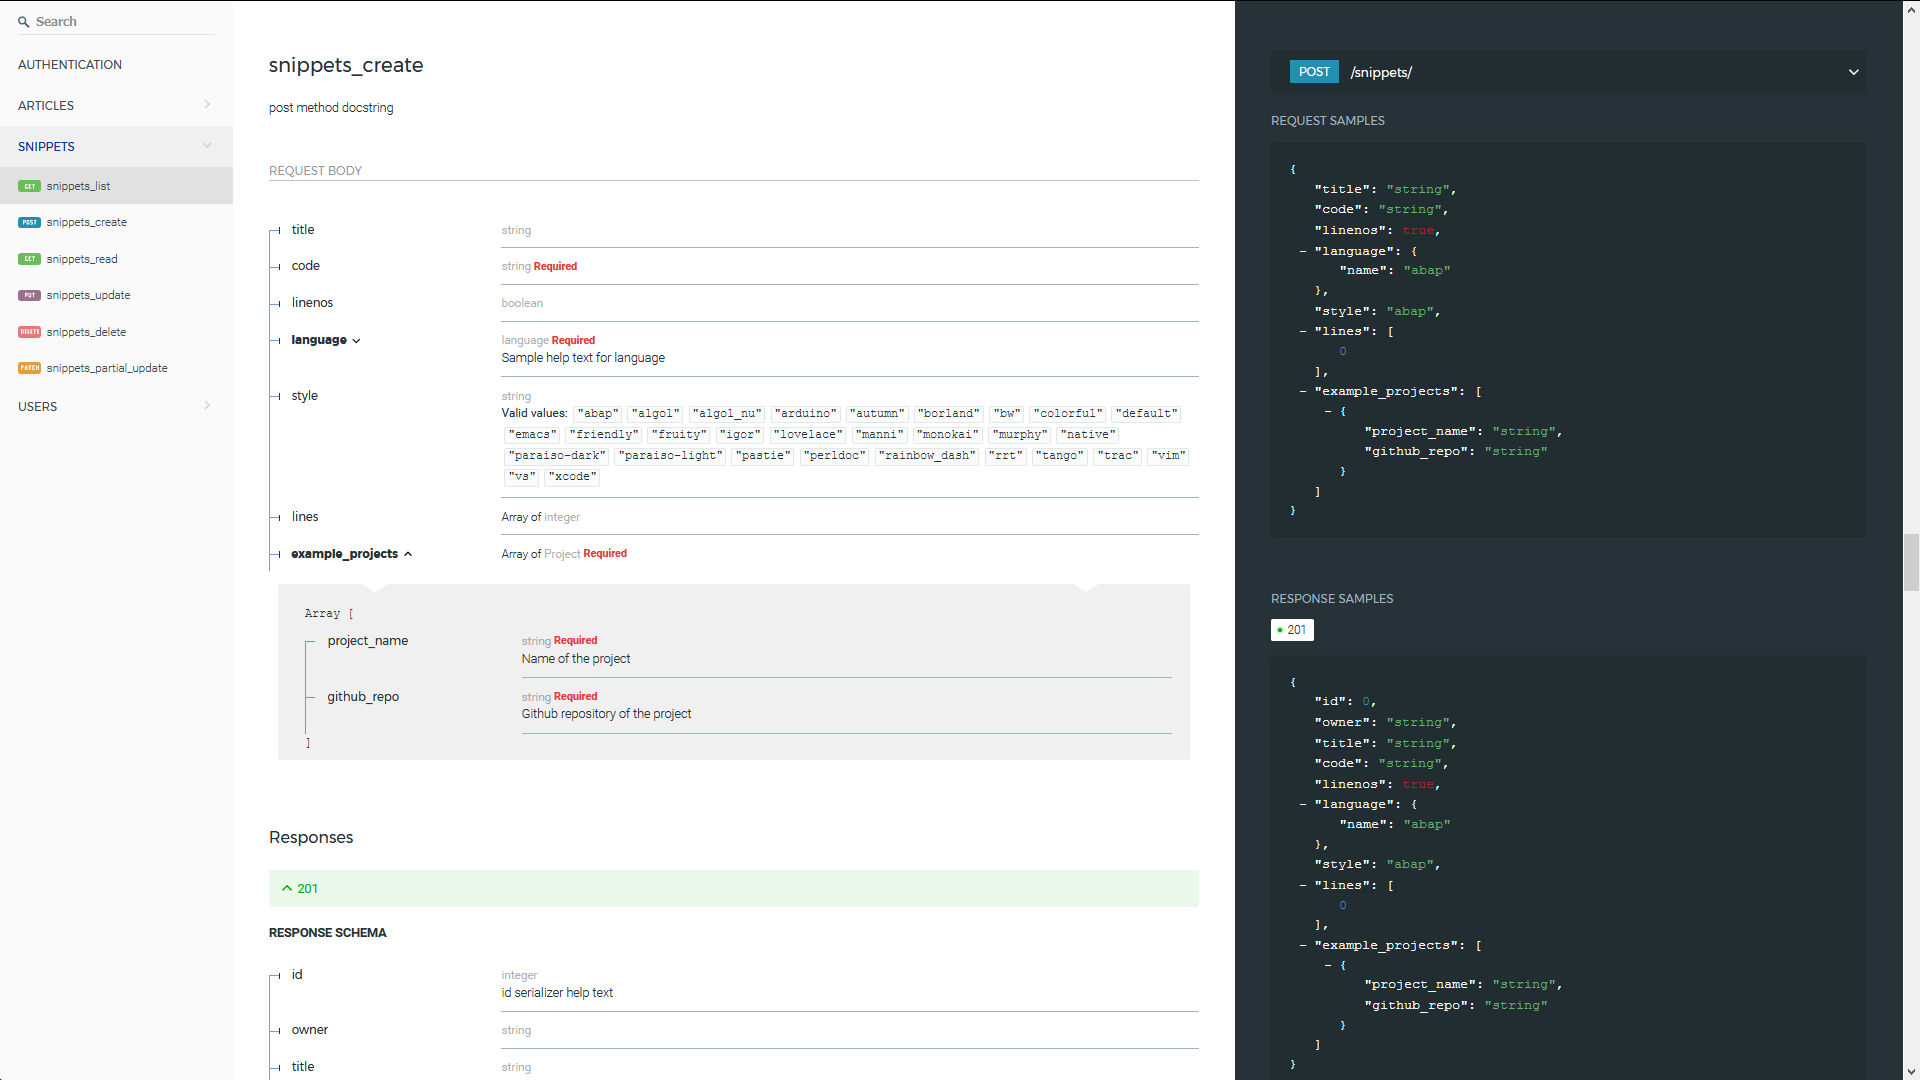 Search
AUTHENTICATION
ARTICLES
SNIPPETS
GET snippets_list
POST snippets_create
GET snippets_read
PUT snippets_update
DELETE snippets_delete
PATCH snippets_partial_update
USERS
snippets_create
post method docstring
REQUEST BODY
title string
code string Required
linenos boolean
language language Required
Sample help text for language
style string
Valid values: "abap" "algol" "algol_nu" "arduino" "autumn" "borland" "bw" "colorful" "default"
"emacs" "friendly" "fruity" "igor" "lovelace" "manni" "monokai" "murphy" "native"
"paraiso-dark" "paraiso-light" "pastie" "perldoc" "rainbow_dash" "rrt" "tango" "trac" "vim"
"vs" "xcode"
lines Array of integer
example_projects Array of Project Required
Array [
project_name string Required
Name of the project
github_repo string Required
Github repository of the project
]
Responses
201
RESPONSE SCHEMA
id integer
id serializer help text
owner string
title string
POST /snippets/
REQUEST SAMPLES
{
"title": "string",
"code": "string",
"linenos": true,
- "language": {
"name": "abap"
},
"style": "abap",
- "lines": [
0
],
- "example_projects": [
- {
"project_name": "string",
"github_repo": "string"
}
]
}
RESPONSE SAMPLES
201
{
"id": 0,
"owner": "string",
"title": "string",
"code": "string",
"linenos": true,
- "language": {
"name": "abap"
},
"style": "abap",
- "lines": [
0
],
- "example_projects": [
- {
"project_name": "string",
"github_repo": "string"
}
]
}